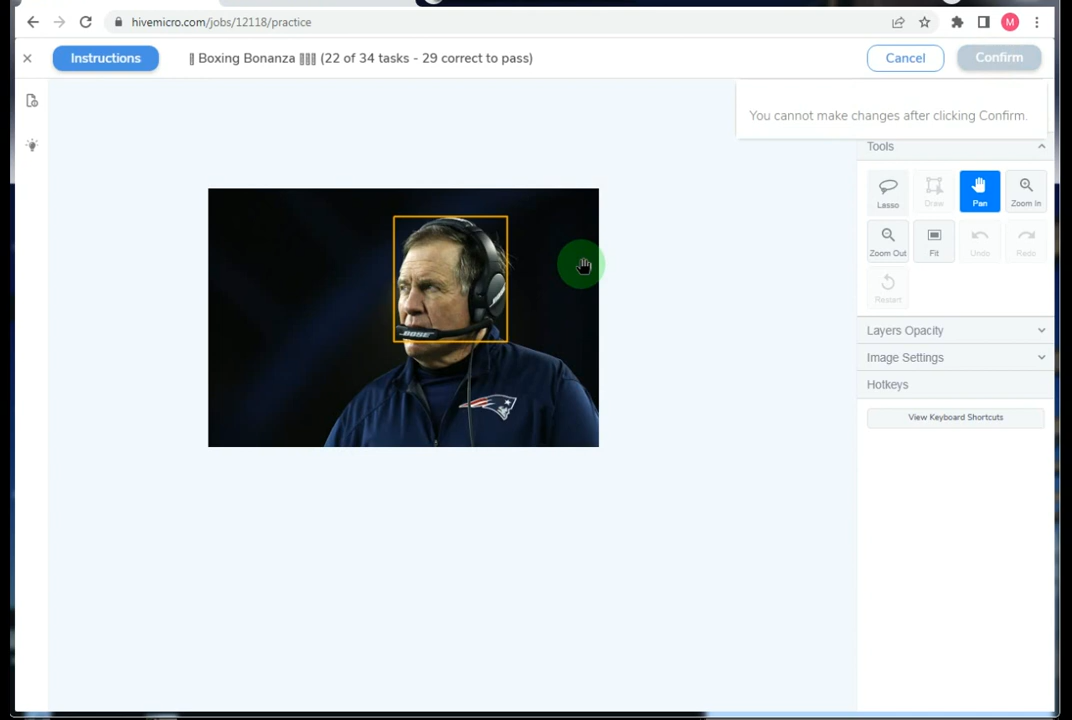 hivemicro.com/jobs/12118/practice
M
Instructions
Boxing Bonanza (22 of 34 tasks - 29 correct to pass)
Cancel
Confirm
You cannot make changes after clicking Confirm.
Tools
Lasso
Draw
Pan
Zoom In
Zoom Out
Fit
Undo
Redo
Restart
BOSE
Layers Opacity
Image Settings
Hotkeys
View Keyboard Shortcuts